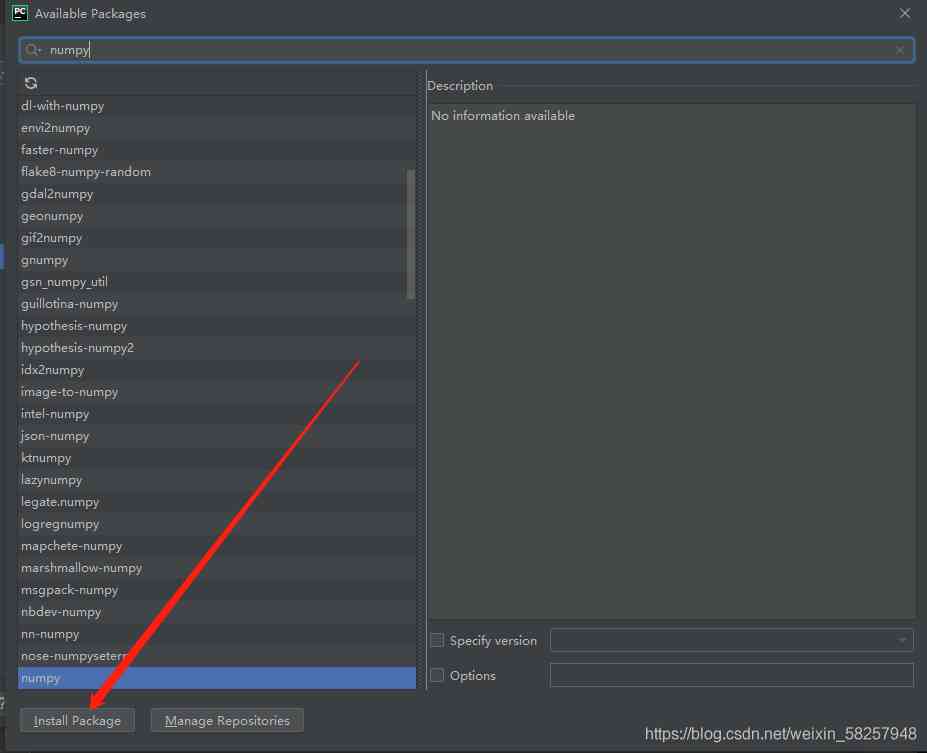 PC Available Packages
numpy
Description
dl-with-numpy
No information available
envi2numpy
faster-numpy
flake8-numpy-random
gdal2numpy
geonumpy
gif2numpy
gnumpy
gsn_numpy_util
guillotina-numpy
hypothesis-numpy
hypothesis-numpy2
idx2numpy
image-to-numpy
intel-numpy
json-numpy
ktnumpy
lazynumpy
legate.numpy
logregnumpy
mapchete-numpy
marshmallow-numpy
msgpack-numpy
nbdev-numpy
nn-numpy
numpy
Specify version
Options
Install Package
Manage Repositories
https://blog.csdn.net/weixin_58257948